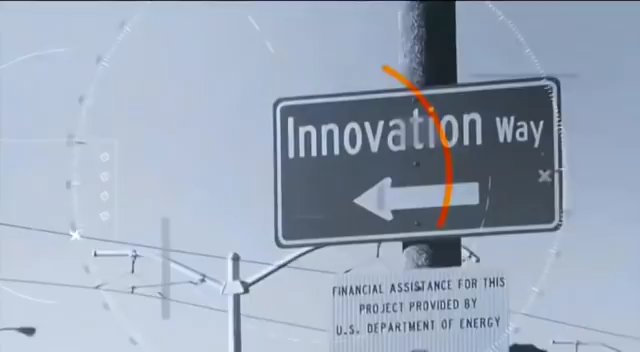 Innovation Way
FINANCIAL ASSISTANCE FOR THIS
PROJECT PROVIDED BY
U.S. DEPARTMENT OF ENERGY